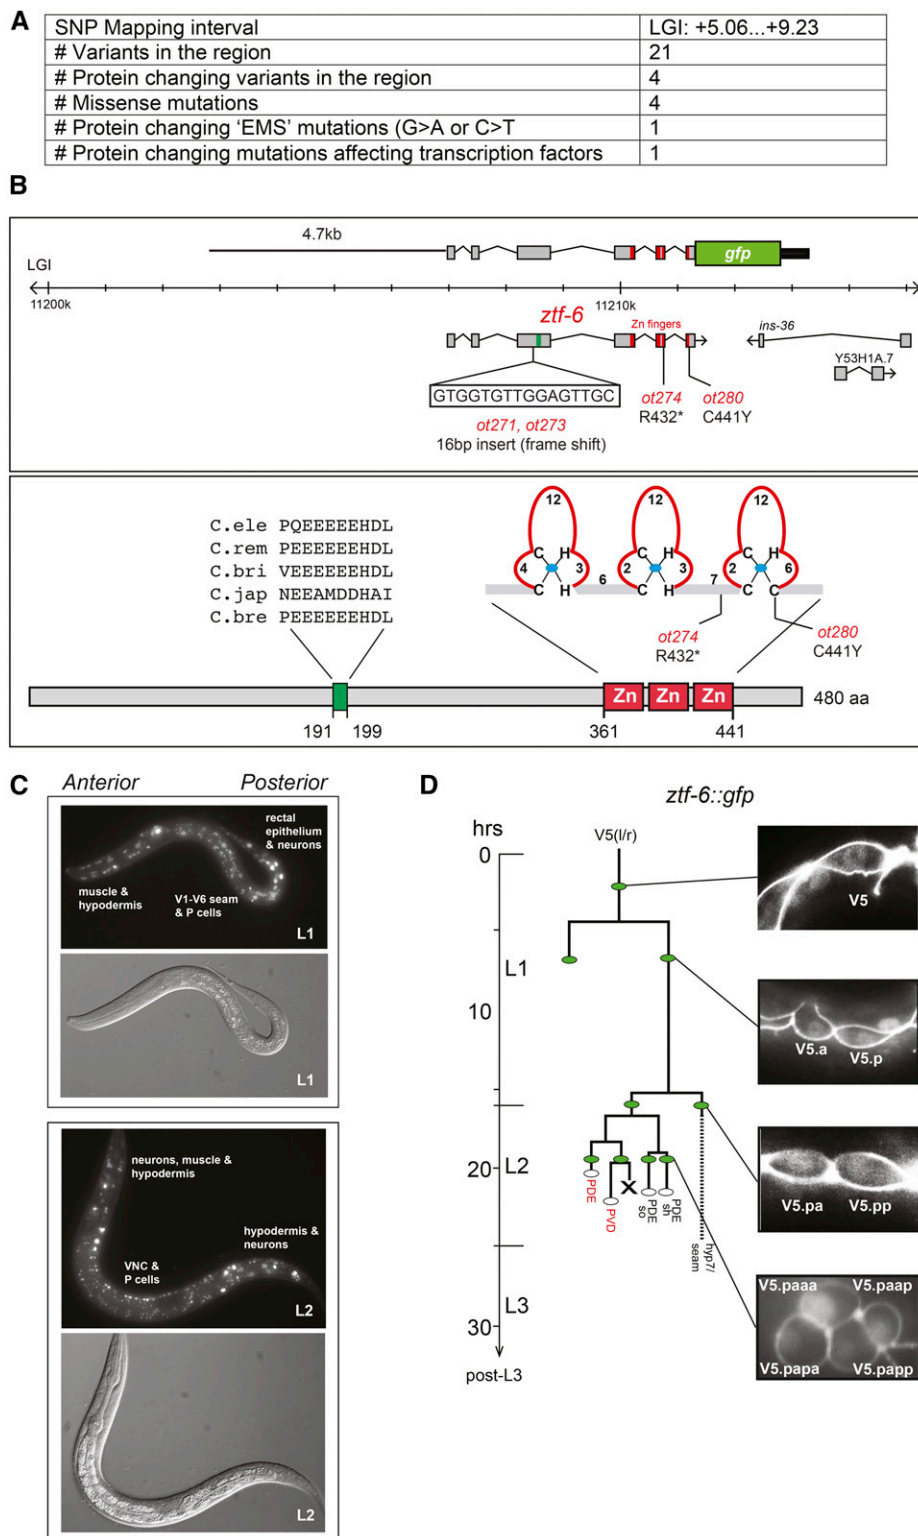 A
SNP Mapping interval LGI: +5.06...+9.23
# Variants in the region 21
# Protein changing variants in the region 4
# Missense mutations 4
# Protein changing 'EMS' mutations (G>A or C>T 1
# Protein changing mutations affecting transcription factors 1
B
4.7kb
gfp
LGI
11200k
11210k
ztf-6
Zn fingers
ins-36
Y53H1A.7
GTGGTGTTGGAGTTGC
ot271, ot273
16bp insert (frame shift)
ot274
R432*
ot280
C441Y
C.ele PQEEEEEEHDL
C.rem PEEEEEEEHDL
C.bri VEEEEEEEHDL
C.jap NEEAMDDHAI
C.bre PEEEEEEEHDL
12 12 12
C H C H C H
4 3 2 3 2 6
C H C H C C
6 7
ot274
R432*
ot280
C441Y
Zn Zn Zn
480 aa
191 199 361 441
C
Anterior Posterior
rectal
epithelium
& neurons
muscle &
hypodermis
V1-V6 seam
& P cells
L1
L1
neurons, muscle &
hypodermis
hypodermis &
neurons
VNC &
P cells
L2
L2
D
ztf-6::gfp
hrs
V5(l/r)
0
L1
10
L2
20
L3
30
post-L3
PDE
PVD
X
PDE
so
PDE
sh
hyp7/
seam
V5
V5.a V5.p
V5.pa V5.pp
V5.paaa V5.paap
V5.papa V5.papp